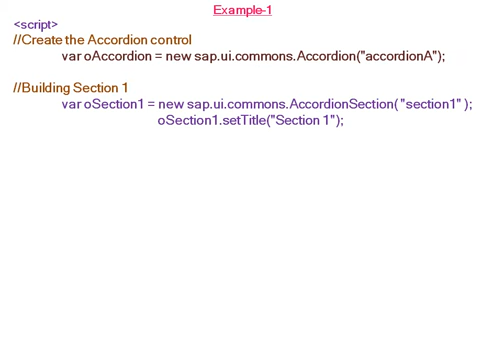 Example-1
<script>
//Create the Accordion control
var oAccordion = new sap.ui.commons.Accordion("accordionA");
//Building Section 1
var oSection1 = new sap.ui.commons.AccordionSection( "section1" );
oSection1.setTitle("Section 1");